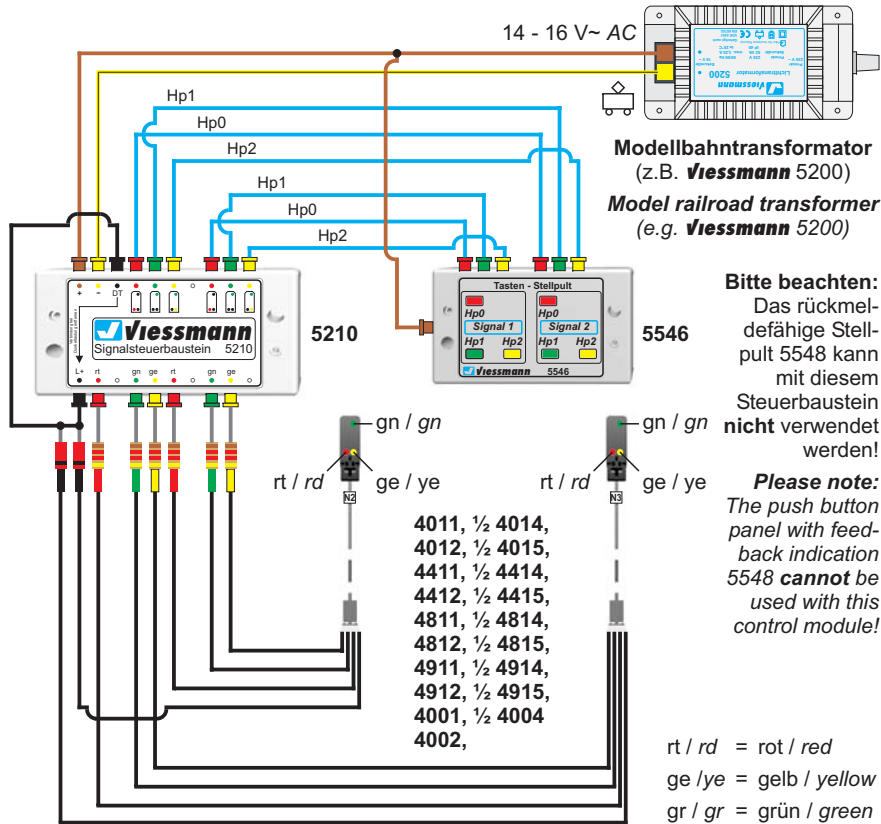 14 - 16 V~ AC
Hp1
Hp0
Hp2
Hp1
Hp0
Hp2
Viessmann
Lichttransformator 5200
Modellbahntransformator
(z.B. Viessmann 5200)
Model railroad transformer
(e.g. Viessmann 5200)
+ – DT
Viessmann
Signalsteuerbaustein 5210
L+ rt gn ge rt gn ge
5210
Tasten - Stellpult
Hp0 Hp0
Signal 1 Signal 2
Hp1 Hp2 Hp1 Hp2
Viessmann 5546
5546
Bitte beachten:
Das rückmel-
defähige Stell-
pult 5548 kann
mit diesem
Steuerbaustein
nicht verwendet
werden!
Please note:
The push button
panel with feed-
back indication
5548 cannot be
used with this
control module!
gn / gn
rt / rd ge / ye
N2
gn / gn
rt / rd ge / ye
N3
4011, ½ 4014,
4012, ½ 4015,
4411, ½ 4414,
4412, ½ 4415,
4811, ½ 4814,
4812, ½ 4815,
4911, ½ 4914,
4912, ½ 4915,
4001, ½ 4004
4002,
rt / rd = rot / red
ge /ye = gelb / yellow
gr / gr = grün / green